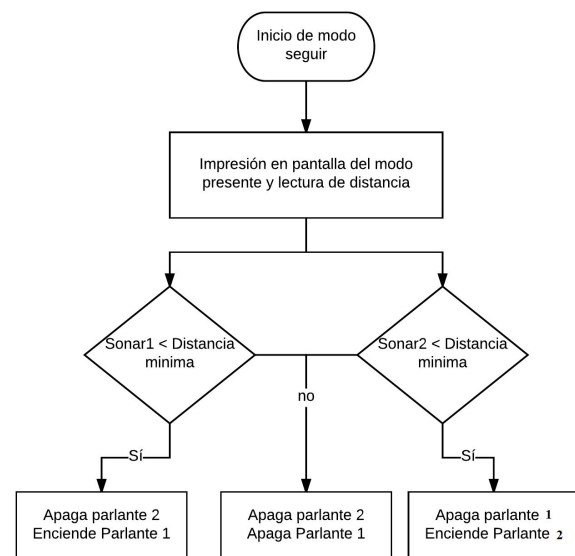 Inicio de modo
seguir
Impresión en pantalla del modo
presente y lectura de distancia
Sonar1 < Distancia
minima
Sonar2 < Distancia
minima
no
Sí
Sí
Apaga parlante 2
Enciende Parlante 1
Apaga parlante 2
Apaga Parlante 1
Apaga parlante 1
Enciende Parlante 2